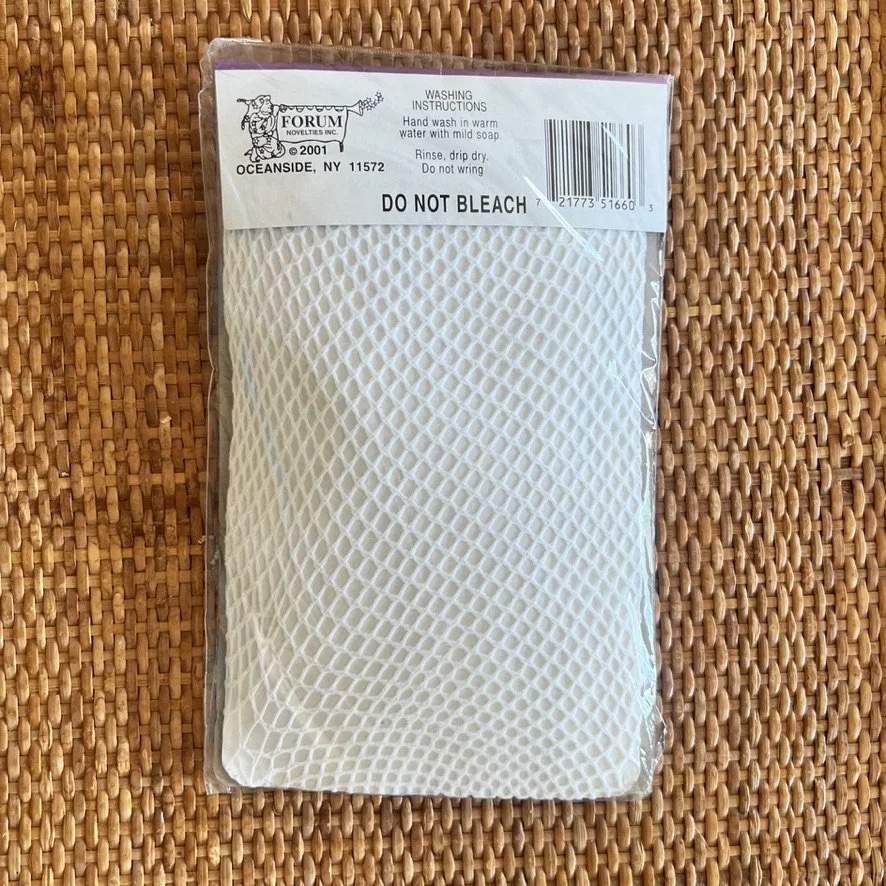 FORUM
NOVELTIES INC.
© 2001
OCEANSIDE, NY 11572
WASHING
INSTRUCTIONS
Hand wash in warm
water with mild soap.
Rinse, drip dry.
Do not wring
DO NOT BLEACH
7 21773 51660 3